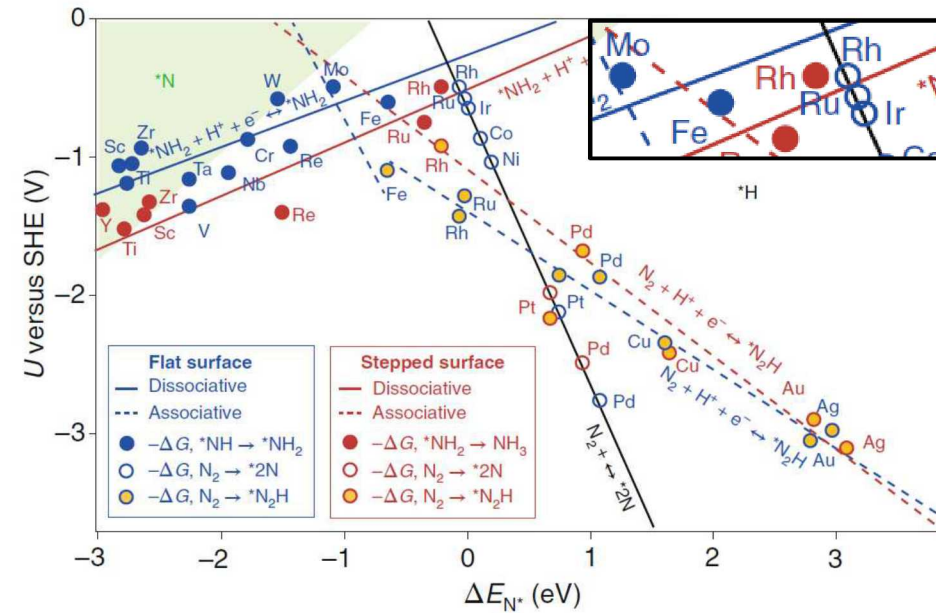 0
–1
–2
–3
U versus SHE (V)
–3
–2
–1
0
1
2
3
ΔE_N* (eV)
*N
W
Mo
Rh
Rh
Ru
Ir
*NH₂ + H⁺ +
*NH₂ + H⁺ + e⁻ ↔ *NH₂
Fe
Ru
Co
Zr
Sc
Ti
Ta
Cr
Re
Nb
Rh
Ni
Fe
Y
Zr
Ti
Sc
V
Re
Ru
Rh
*H
Pd
Pd
Pt
Pt
Cu
Cu
Pd
Pd
N₂ + H⁺ + e⁻ ↔ *N₂H
N₂ + H⁺ + e⁻ ↔ *N₂H
N₂ + ↔ *2N
Au
Ag
Au
Ag
Mo
Rh
Rh
Ru
Ir
Fe
Flat surface
Dissociative
Associative
–ΔG, *NH → *NH₂
–ΔG, N₂ → *2N
–ΔG, N₂ → *N₂H
Stepped surface
Dissociative
Associative
–ΔG, *NH₂ → NH₃
–ΔG, N₂ → *2N
–ΔG, N₂ → *N₂H